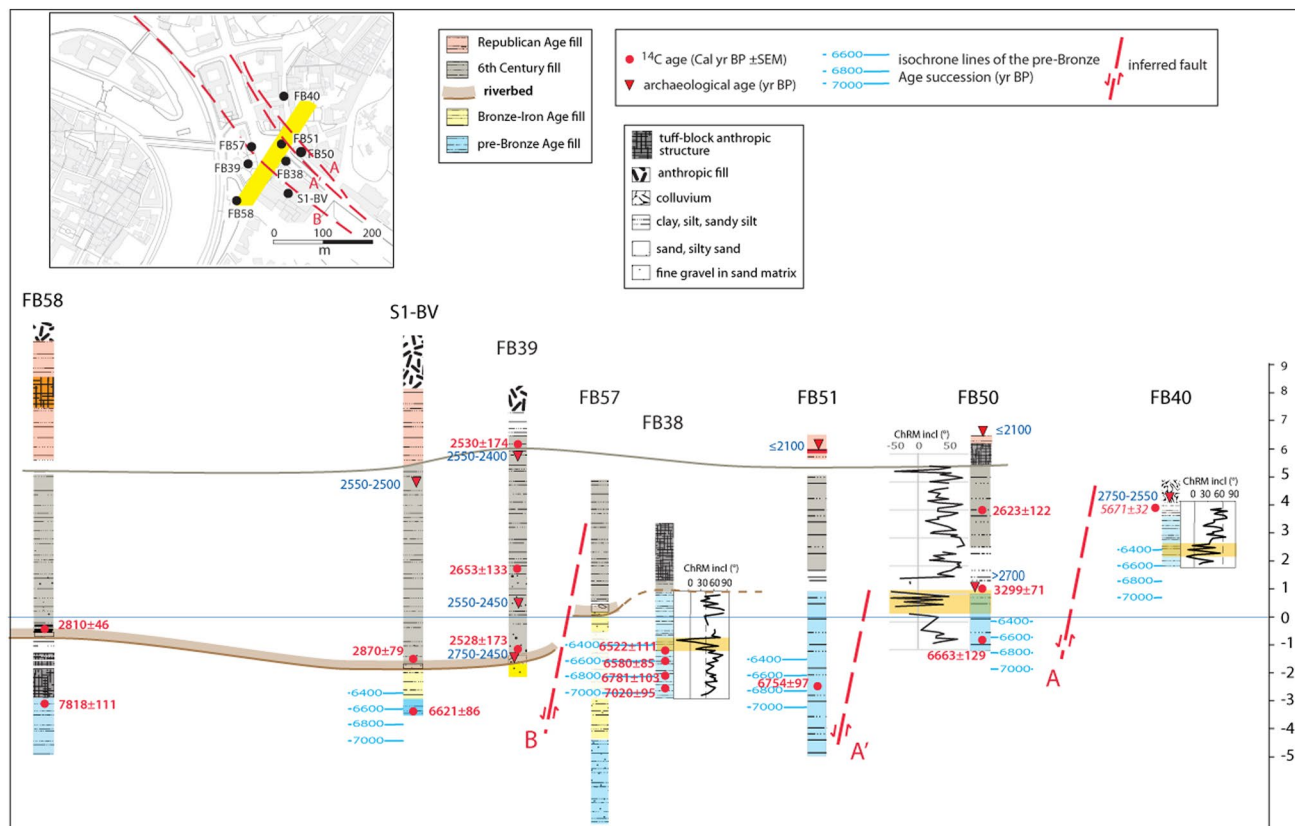 FB40
FB57
FB51
FB50
FB39
FB38
A
A'
S1-BV
FB58
B
0 100 200
m
Republican Age fill
6th Century fill
riverbed
Bronze-Iron Age fill
pre-Bronze Age fill
14C age (Cal yr BP ±SEM)
archaeological age (yr BP)
-6600
-6800
-7000
isochrone lines of the pre-Bronze
Age succession (yr BP)
inferred fault
tuff-block anthropic
structure
anthropic fill
colluvium
clay, silt, sandy silt
sand, silty sand
fine gravel in sand matrix
FB58
2810±46
7818±111
S1-BV
2550-2500
2870±79
-6400
-6600
-6800
-7000
6621±86
FB39
2530±174
2550-2400
2653±133
2550-2450
2528±173
2750-2450
B
FB57
FB38
ChRM incl (°)
0 30 60 90
-6400
-6600
-6800
-7000
6522±111
6580±85
6781±103
7020±95
FB51
≤2100
-6400
-6600
-6800
-7000
6754±97
A'
FB50
ChRM incl (°)
-50 0 50
≤2100
2623±122
>2700
3299±71
-6400
-6600
-6800
-7000
6663±129
A
FB40
2750-2550
5671±32
ChRM incl (°)
0 30 60 90
-6400
-6600
-6800
-7000
9
8
7
6
5
4
3
2
1
0
-1
-2
-3
-4
-5